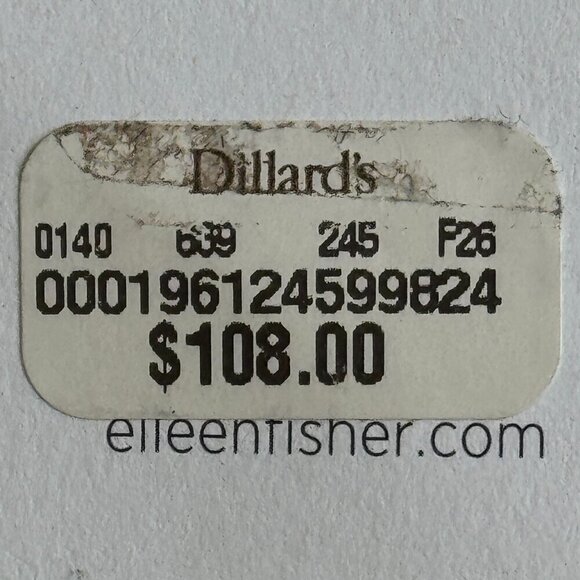 Dillard's
0140 639 245 F26
000196124599824
$108.00
eileenfisher.com